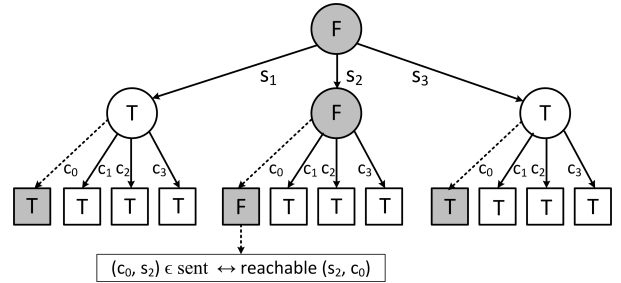 F
s₁ s₂ s₃
T F T
c₀ c₁ c₂ c₃ c₀ c₁ c₂ c₃ c₀ c₁ c₂ c₃
T T T T F T T T T T T T
(c₀, s₂) ϵ sent ↔ reachable (s₂, c₀)